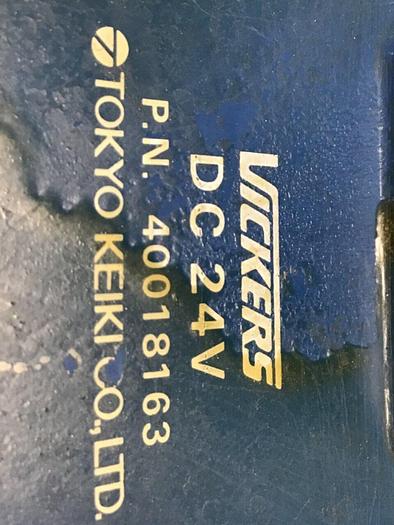 VICKERS
DC 24V
P.N. 40018163
TOKYO KEIKI CO.,LTD.